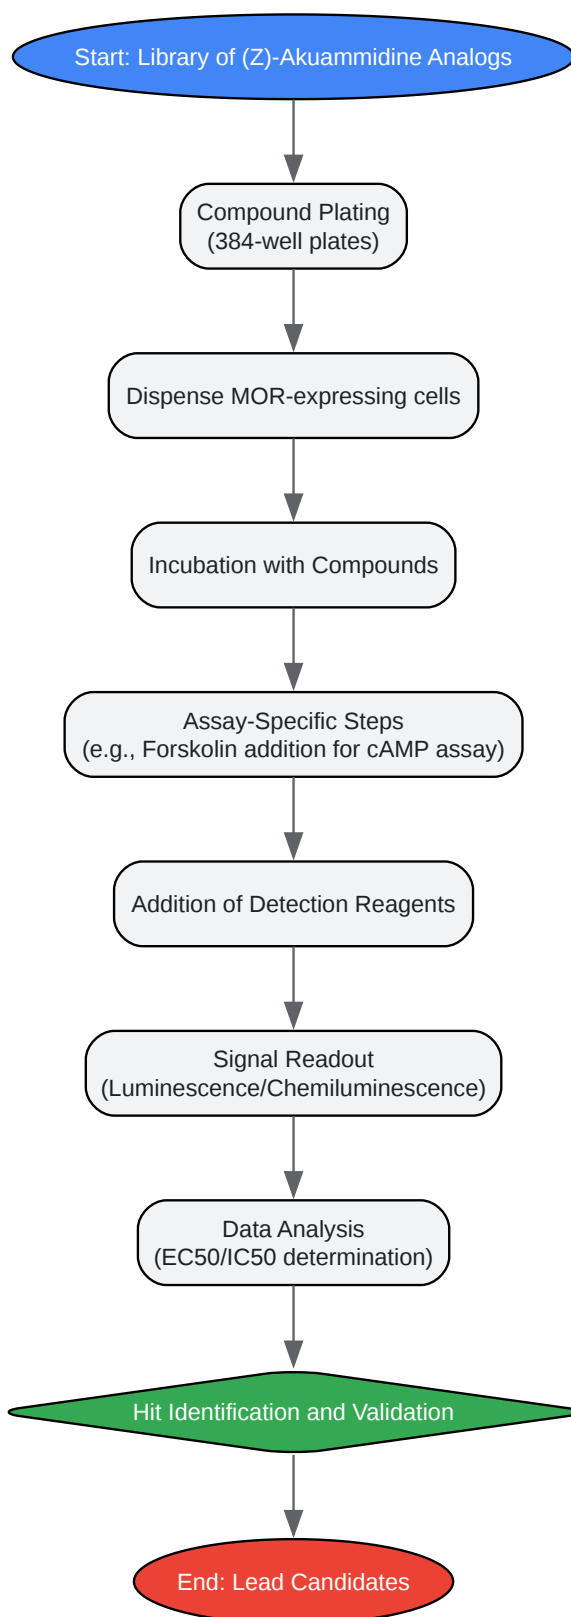 Start: Library of (Z)-Akuammidine Analogs
Compound Plating
(384-well plates)
Dispense MOR-expressing cells
Incubation with Compounds
Assay-Specific Steps
(e.g., Forskolin addition for cAMP assay)
Addition of Detection Reagents
Signal Readout
(Luminescence/Chemiluminescence)
Data Analysis
(EC50/IC50 determination)
Hit Identification and Validation
End: Lead Candidates